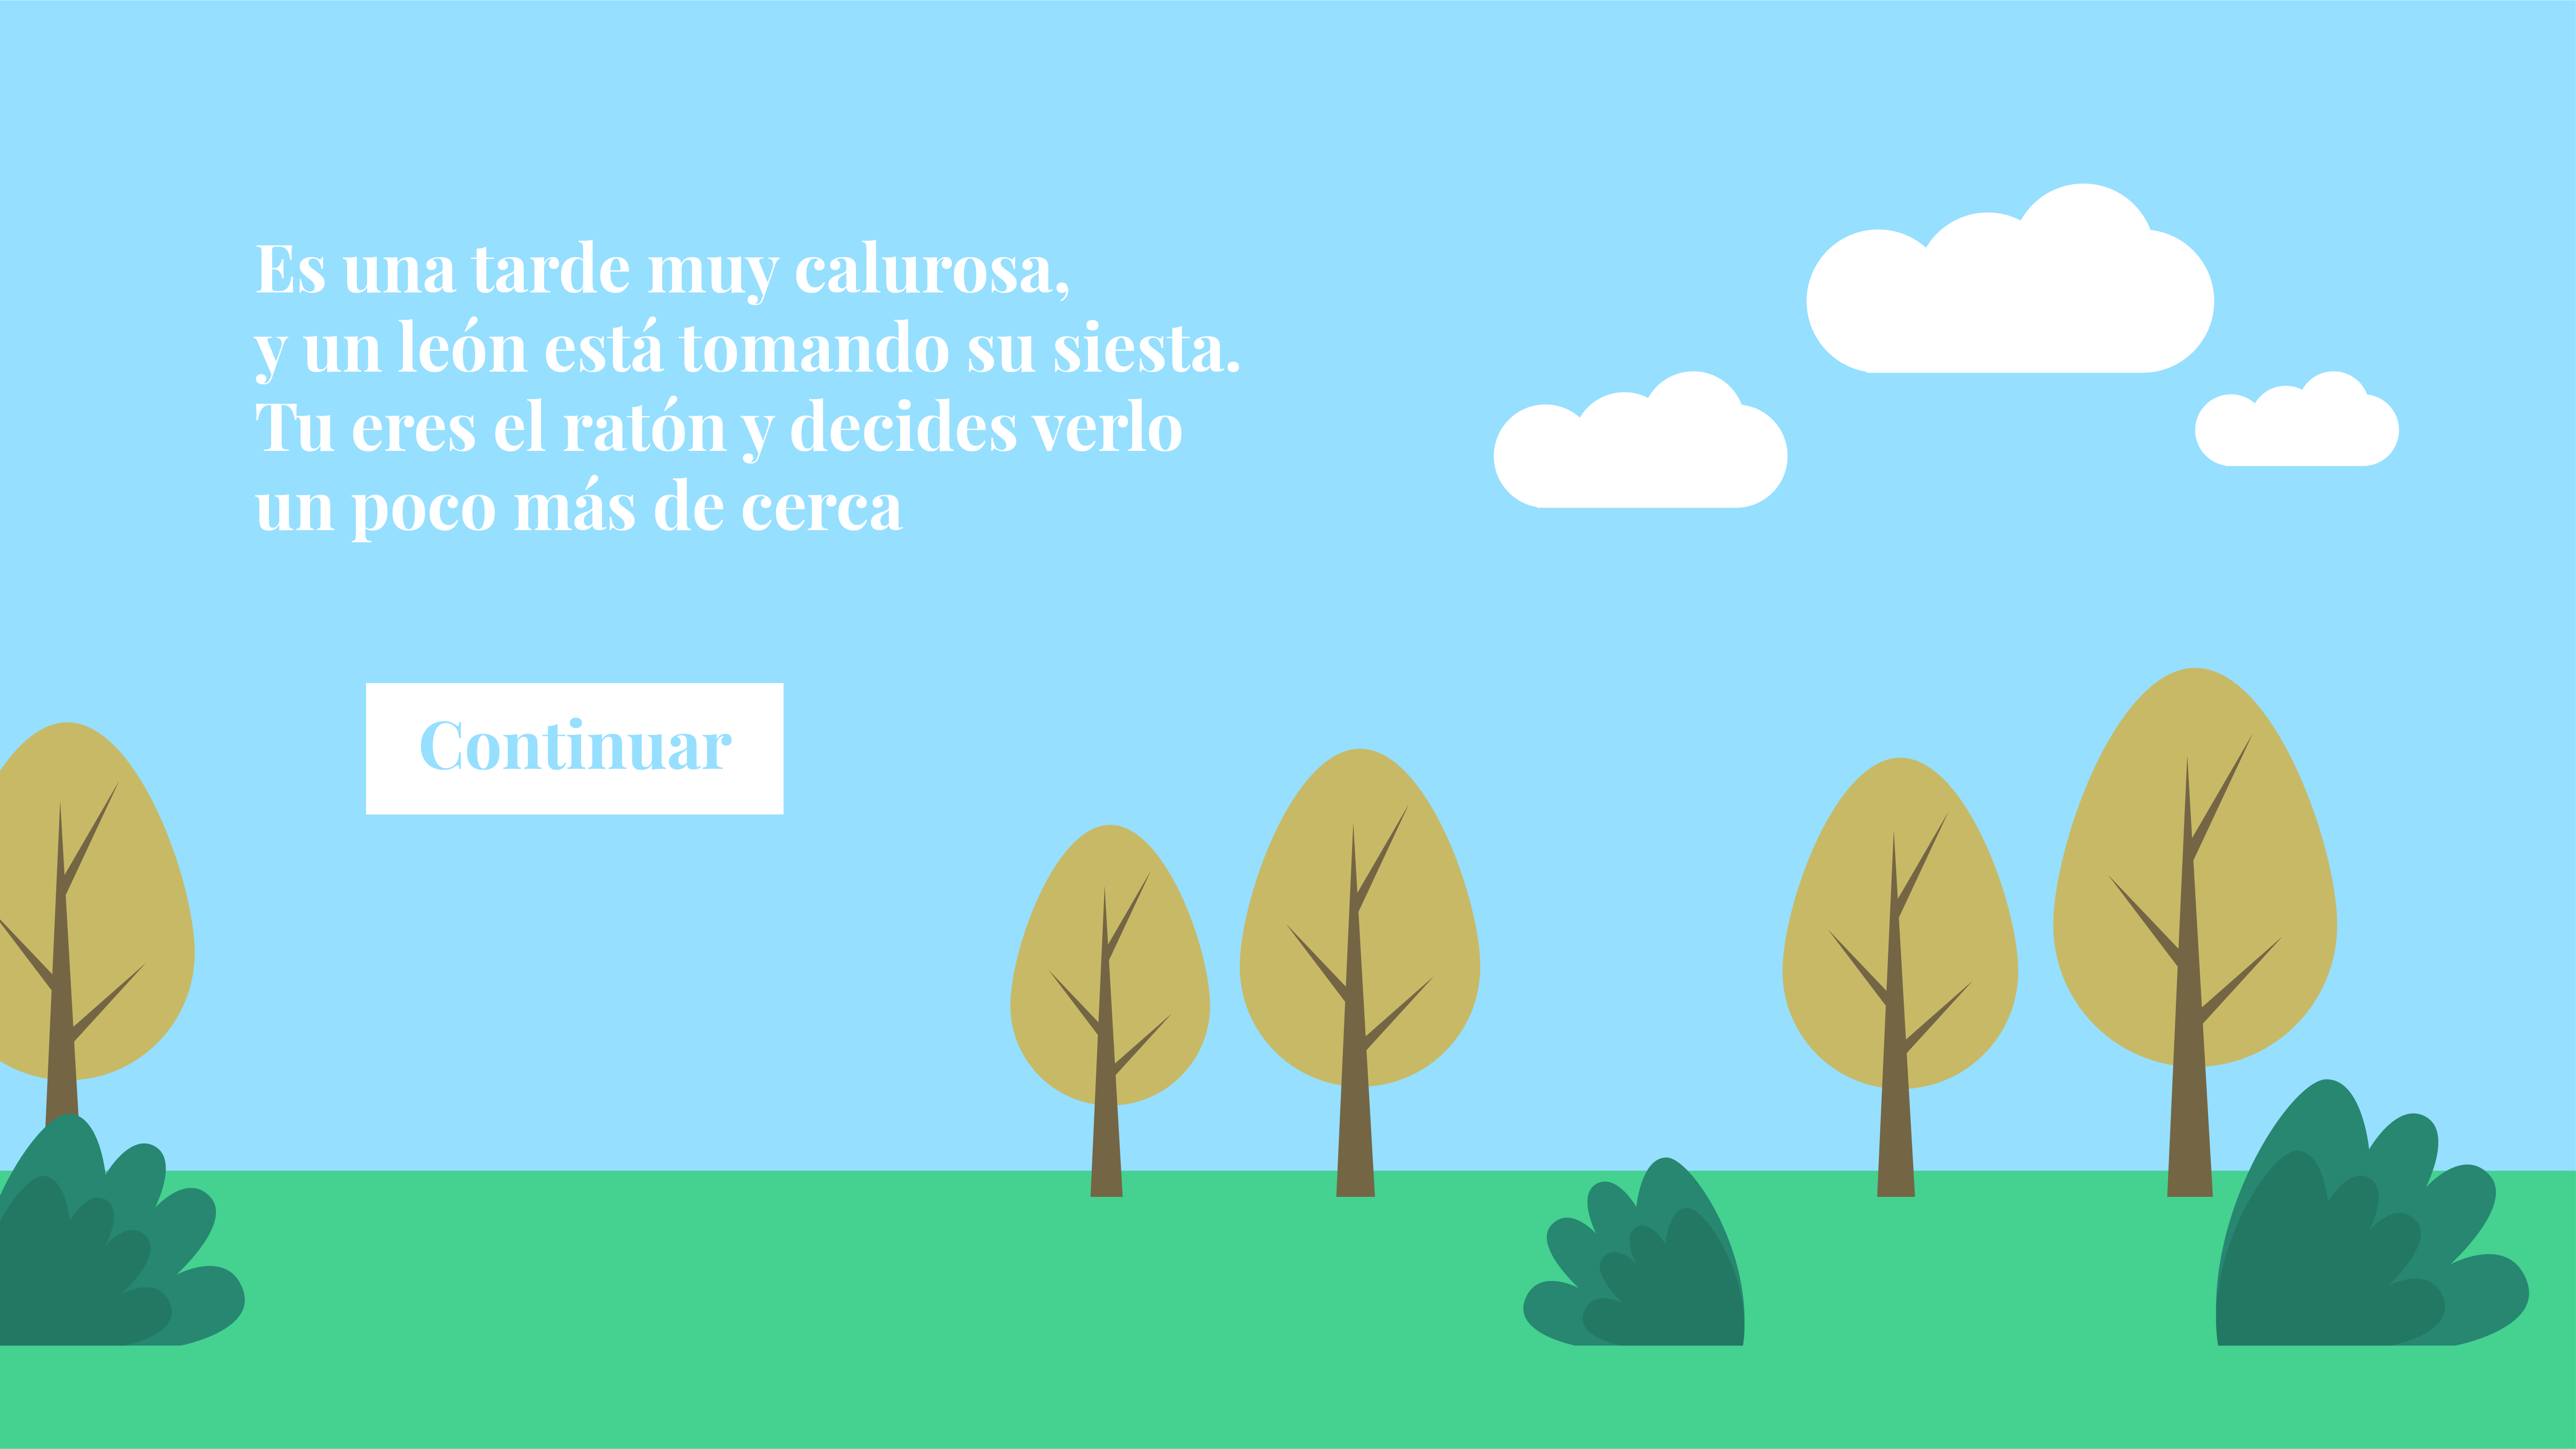 Es una tarde muy calurosa,
y un león está tomando su siesta.
Tu eres el ratón y decides verlo
un poco más de cerca
Continuar